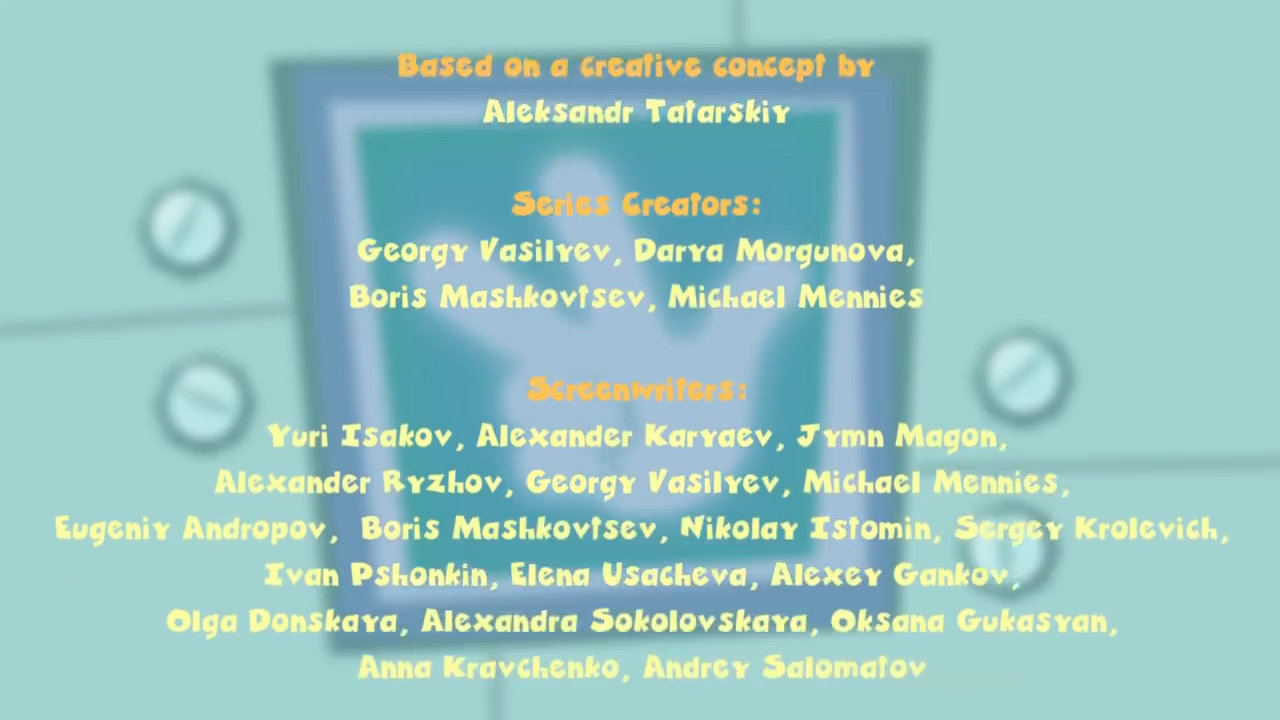 Based on a creative concept by
Aleksandr Tatarskiy
Series Creators:
Georgy Vasilyev, Darya Morgunova,
Boris Mashkovtsev, Michael Mennies
Screenwriters:
Yuri Isakov, Alexander Karyaev, Jymn Magon,
Alexander Ryzhov, Georgy Vasilyev, Michael Mennies,
Eugeniy Andropov, Boris Mashkovtsev, Nikolay Istomin, Sergey Krolevich,
Ivan Pshonkin, Elena Usacheva, Alexey Gankov,
Olga Donskaya, Alexandra Sokolovskaya, Oksana Gukasyan,
Anna Kravchenko, Andrey Salomatov